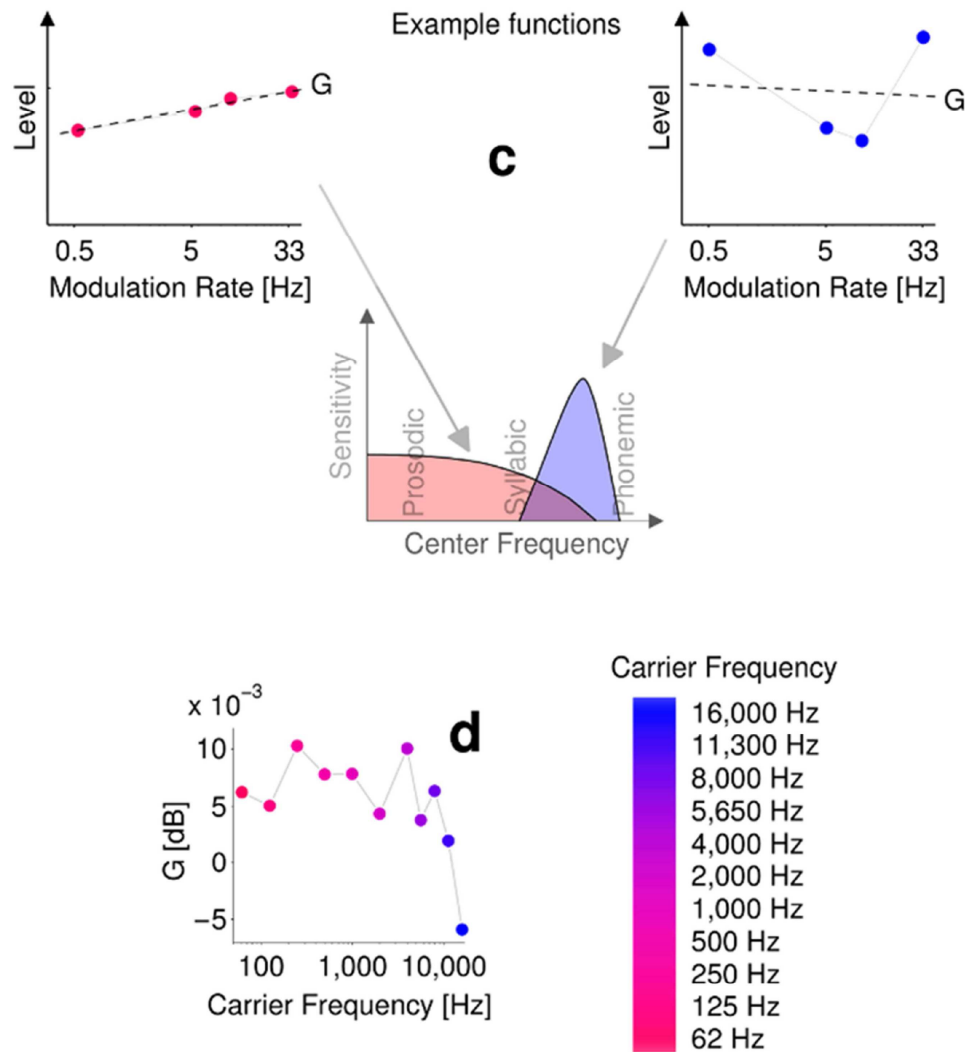 Example functions
Level
G
0.5 5 33
Modulation Rate [Hz]
c
Level
G
0.5 5 33
Modulation Rate [Hz]
Sensitivity
Prosodic
Syllabic
Phonemic
Center Frequency
x 10⁻³
d
10
5
0
−5
G [dB]
100 1,000 10,000
Carrier Frequency [Hz]
Carrier Frequency
16,000 Hz
11,300 Hz
8,000 Hz
5,650 Hz
4,000 Hz
2,000 Hz
1,000 Hz
500 Hz
250 Hz
125 Hz
62 Hz